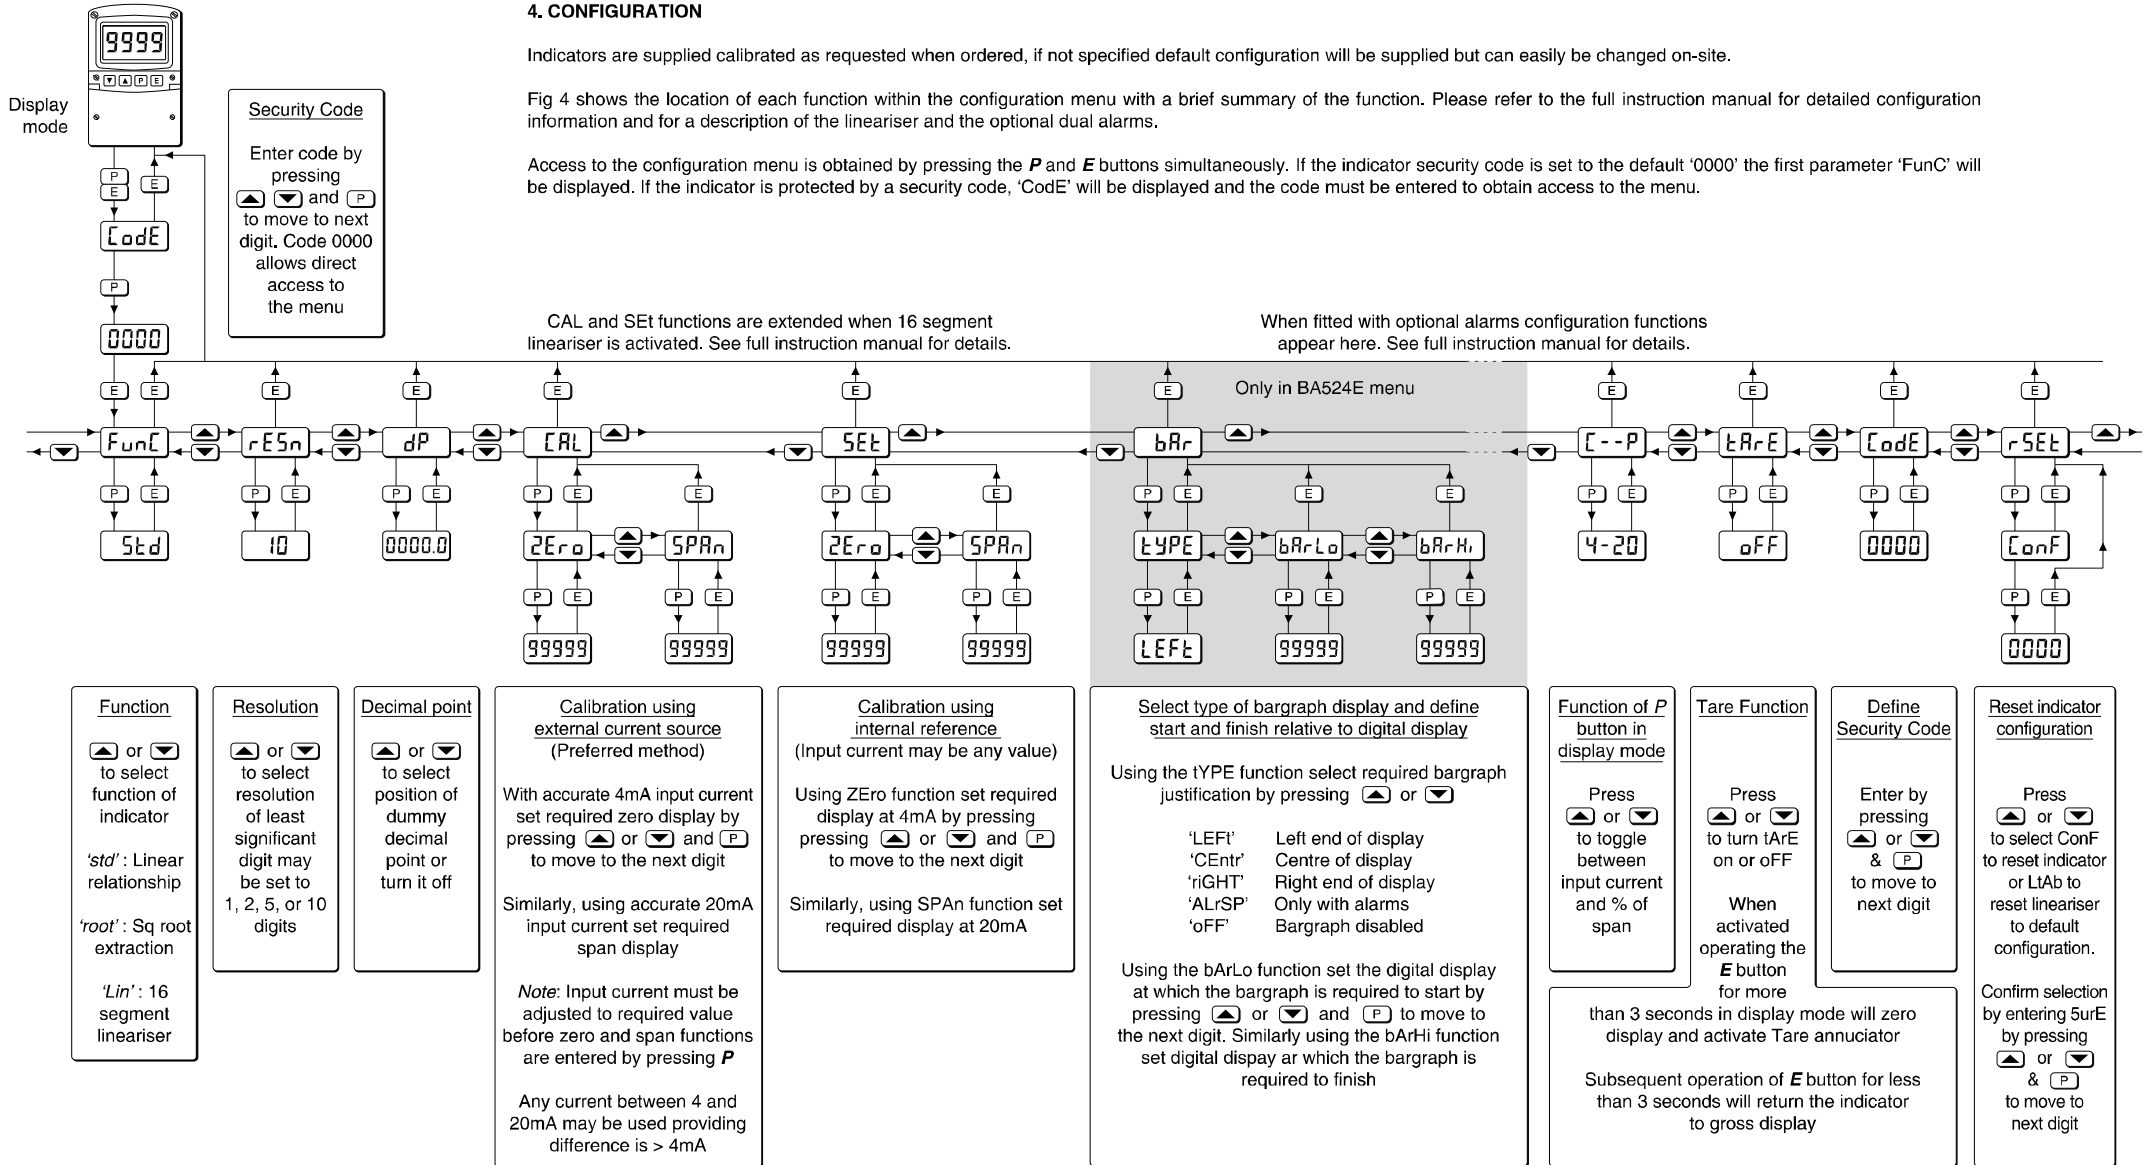 4. CONFIGURATION
Indicators are supplied calibrated as requested when ordered, if not specified default configuration will be supplied but can easily be changed on-site.
Fig 4 shows the location of each function within the configuration menu with a brief summary of the function. Please refer to the full instruction manual for detailed configuration
information and for a description of the lineariser and the optional dual alarms.
Access to the configuration menu is obtained by pressing the P and E buttons simultaneously. If the indicator security code is set to the default ‘0000’ the first parameter ‘FunC’ will
be displayed. If the indicator is protected by a security code, ‘CodE’ will be displayed and the code must be entered to obtain access to the menu.
9999
▼ ▲ P E
Display
mode
P
E
E
CodE
P
0000
Security Code
Enter code by
pressing
▲ ▼ and P
to move to next
digit. Code 0000
allows direct
access to
the menu
CAL and SEt functions are extended when 16 segment
lineariser is activated. See full instruction manual for details.
When fitted with optional alarms configuration functions
appear here. See full instruction manual for details.
Only in BA524E menu
E E E E E E E E E E E
FunC rESn dP CAL SEt bAr C--P tArE CodE rSEt
P E P E P E P E E P E E P E E E P E P E P E P E
Std 10 0000.0 ZEro SPAn ZEro SPAn tYPE bArLo bArHi 4-20 oFF 0000 ConF
P E P E P E P E P E P E P E P E
99999 99999 99999 99999 LEFt 99999 99999 0000
Function
▲ or ▼
to select
function of
indicator
‘std’ : Linear
relationship
‘root’ : Sq root
extraction
‘Lin’ : 16
segment
lineariser
Resolution
▲ or ▼
to select
resolution
of least
significant
digit may
be set to
1, 2, 5, or 10
digits
Decimal point
▲ or ▼
to select
position of
dummy
decimal
point or
turn it off
Calibration using
external current source
(Preferred method)
With accurate 4mA input current
set required zero display by
pressing ▲ or ▼ and P
to move to the next digit
Similarly, using accurate 20mA
input current set required
span display
Note: Input current must be
adjusted to required value
before zero and span functions
are entered by pressing P
Any current between 4 and
20mA may be used providing
difference is > 4mA
Calibration using
internal reference
(Input current may be any value)
Using ZEro function set required
display at 4mA by pressing
pressing ▲ or ▼ and P
to move to the next digit
Similarly, using SPAn function set
required display at 20mA
Select type of bargraph display and define
start and finish relative to digital display
Using the tYPE function select required bargraph
justification by pressing ▲ or ▼
‘LEFt’ Left end of display
‘CEntr’ Centre of display
‘riGHT’ Right end of display
‘ALrSP’ Only with alarms
‘oFF’ Bargraph disabled
Using the bArLo function set the digital display
at which the bargraph is required to start by
pressing ▲ or ▼ and P to move to
the next digit. Similarly using the bArHi function
set digital dispay ar which the bargraph is
required to finish
Function of P
button in
display mode
Press
▲ or ▼
to toggle
between
input current
and % of
span
Tare Function
Press
▲ or ▼
to turn tArE
on or oFF
When
activated
operating the
E button
for more
than 3 seconds in display mode will zero
display and activate Tare annuciator
Subsequent operation of E button for less
than 3 seconds will return the indicator
to gross display
Define
Security Code
Enter by
pressing
▲ or ▼
& P
to move to
next digit
Reset indicator
configuration
Press
▲ or ▼
to select ConF
to reset indicator
or LtAb to
reset lineariser
to default
configuration.
Confirm selection
by entering 5urE
by pressing
▲ or ▼
& P
to move to
next digit